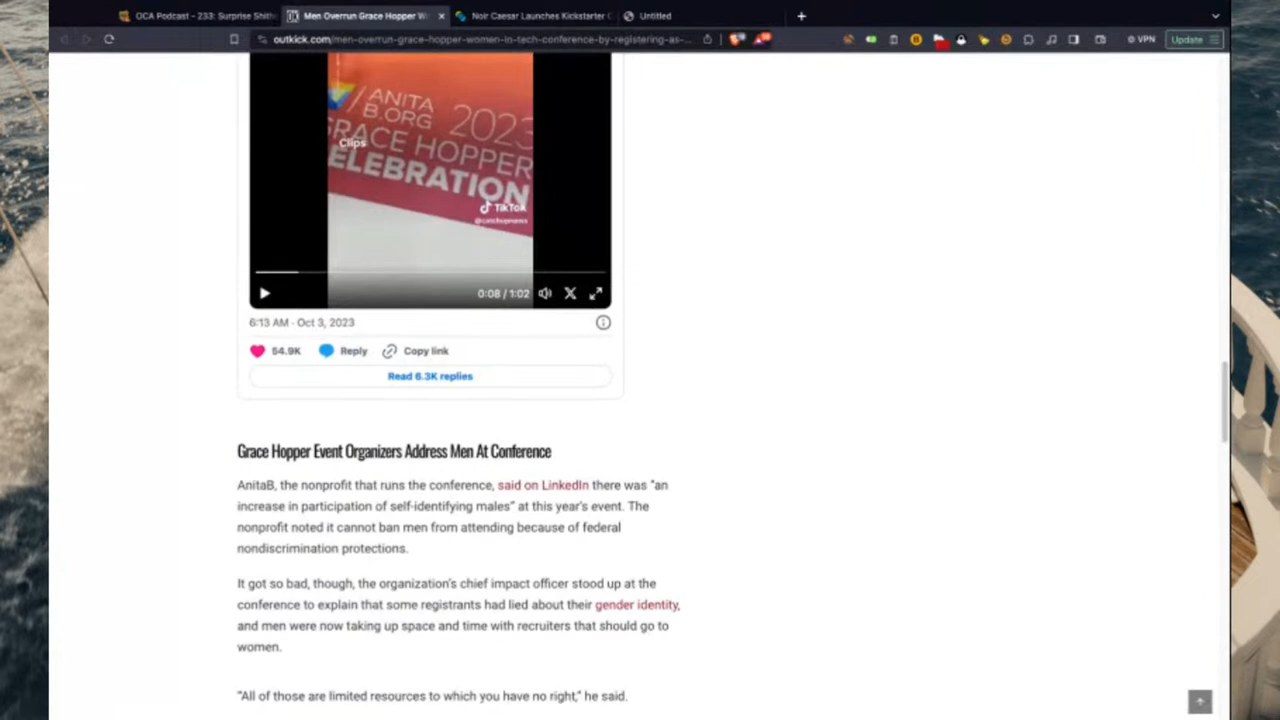 OCA Podcast - 233: Surprise Shith
Men Overrun Grace Hopper W
Noir Caesar Launches Kickstarter C
Untitled
outkick.com/men-overrun-grace-hopper-women-in-tech-conference-by-registering-as-...
VPN
Update
ANITA
B.ORG
2023
GRACE HOPPER
Clips
CELEBRATION
TikTok
0:08 / 1:02
6:13 AM · Oct 3, 2023
54.9K
Reply
Copy link
Read 6.3K replies
Grace Hopper Event Organizers Address Men At Conference
AnitaB, the nonprofit that runs the conference, said on LinkedIn there was "an
increase in participation of self-identifying males" at this year's event. The
nonprofit noted it cannot ban men from attending because of federal
nondiscrimination protections.
It got so bad, though, the organization's chief impact officer stood up at the
conference to explain that some registrants had lied about their gender identity,
and men were now taking up space and time with recruiters that should go to
women.
"All of those are limited resources to which you have no right," he said.